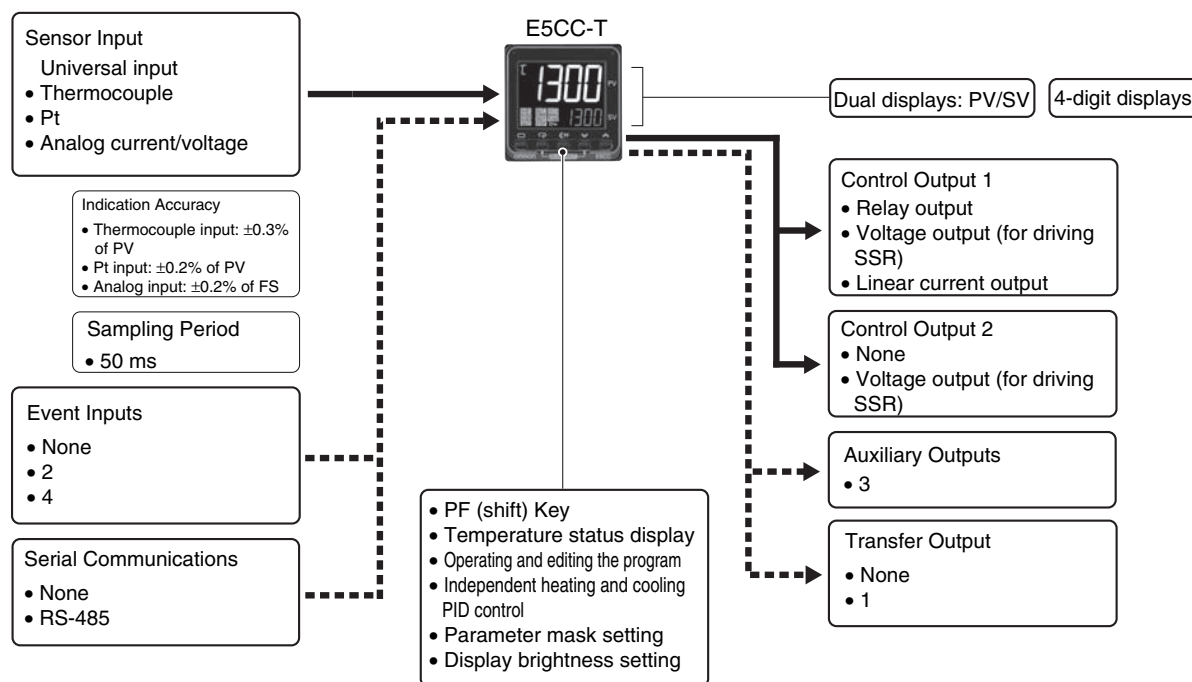 Sensor Input
Universal input
• Thermocouple
• Pt
• Analog current/voltage
Indication Accuracy
• Thermocouple input: ±0.3%
of PV
• Pt input: ±0.2% of PV
• Analog input: ±0.2% of FS
Sampling Period
• 50 ms
Event Inputs
• None
• 2
• 4
Serial Communications
• None
• RS-485
E5CC-T
1300
PV
1300
SV
• PF (shift) Key
• Temperature status display
• Operating and editing the program
• Independent heating and cooling
PID control
• Parameter mask setting
• Display brightness setting
Dual displays: PV/SV
4-digit displays
Control Output 1
• Relay output
• Voltage output (for driving
SSR)
• Linear current output
Control Output 2
• None
• Voltage output (for driving
SSR)
Auxiliary Outputs
• 3
Transfer Output
• None
• 1